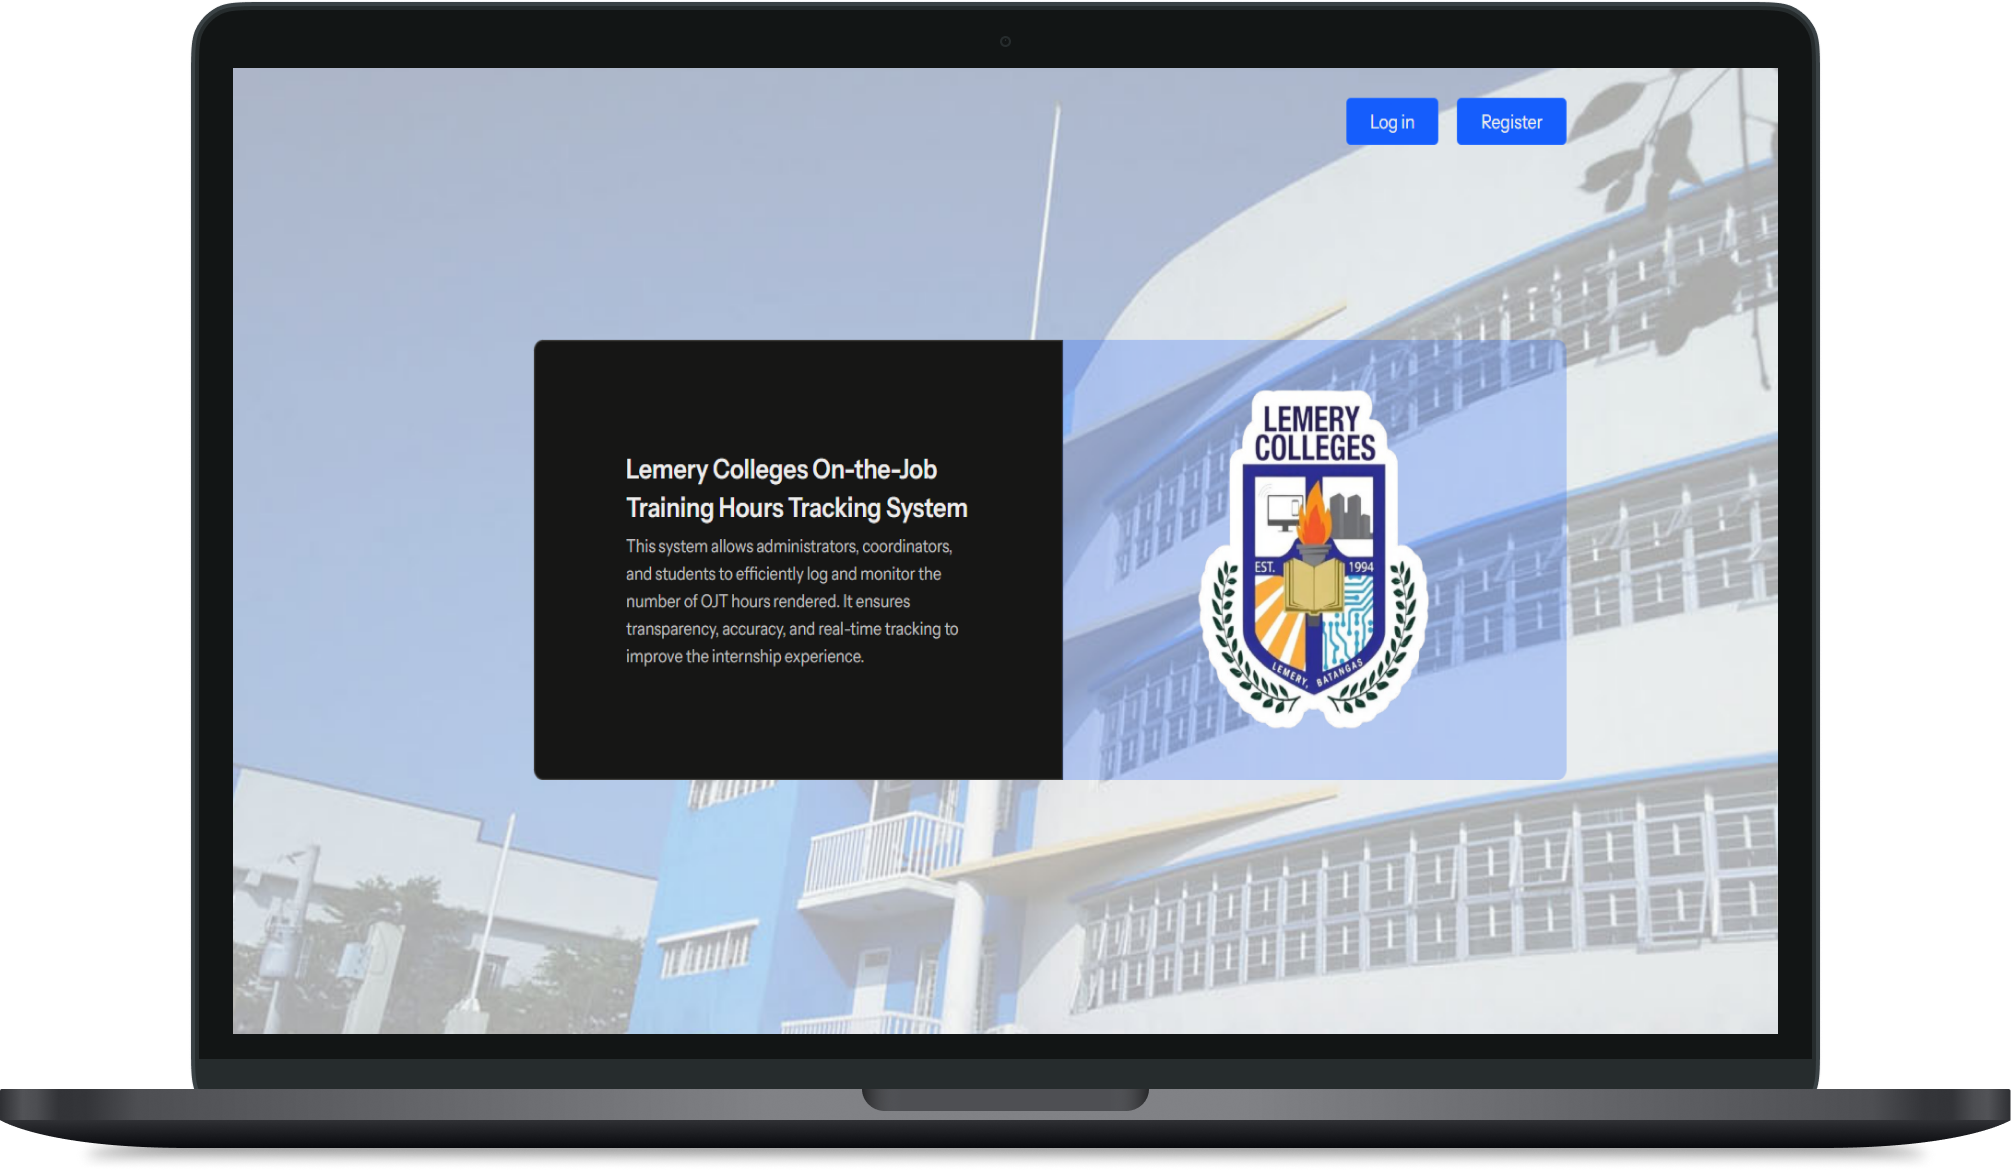 Log in
Register
Lemery Colleges On-the-Job
Training Hours Tracking System
This system allows administrators, coordinators,
and students to efficiently log and monitor the
number of OJT hours rendered. It ensures
transparency, accuracy, and real-time tracking to
improve the internship experience.
LEMERY
COLLEGES
EST. 1994
LEMERY, BATANGAS